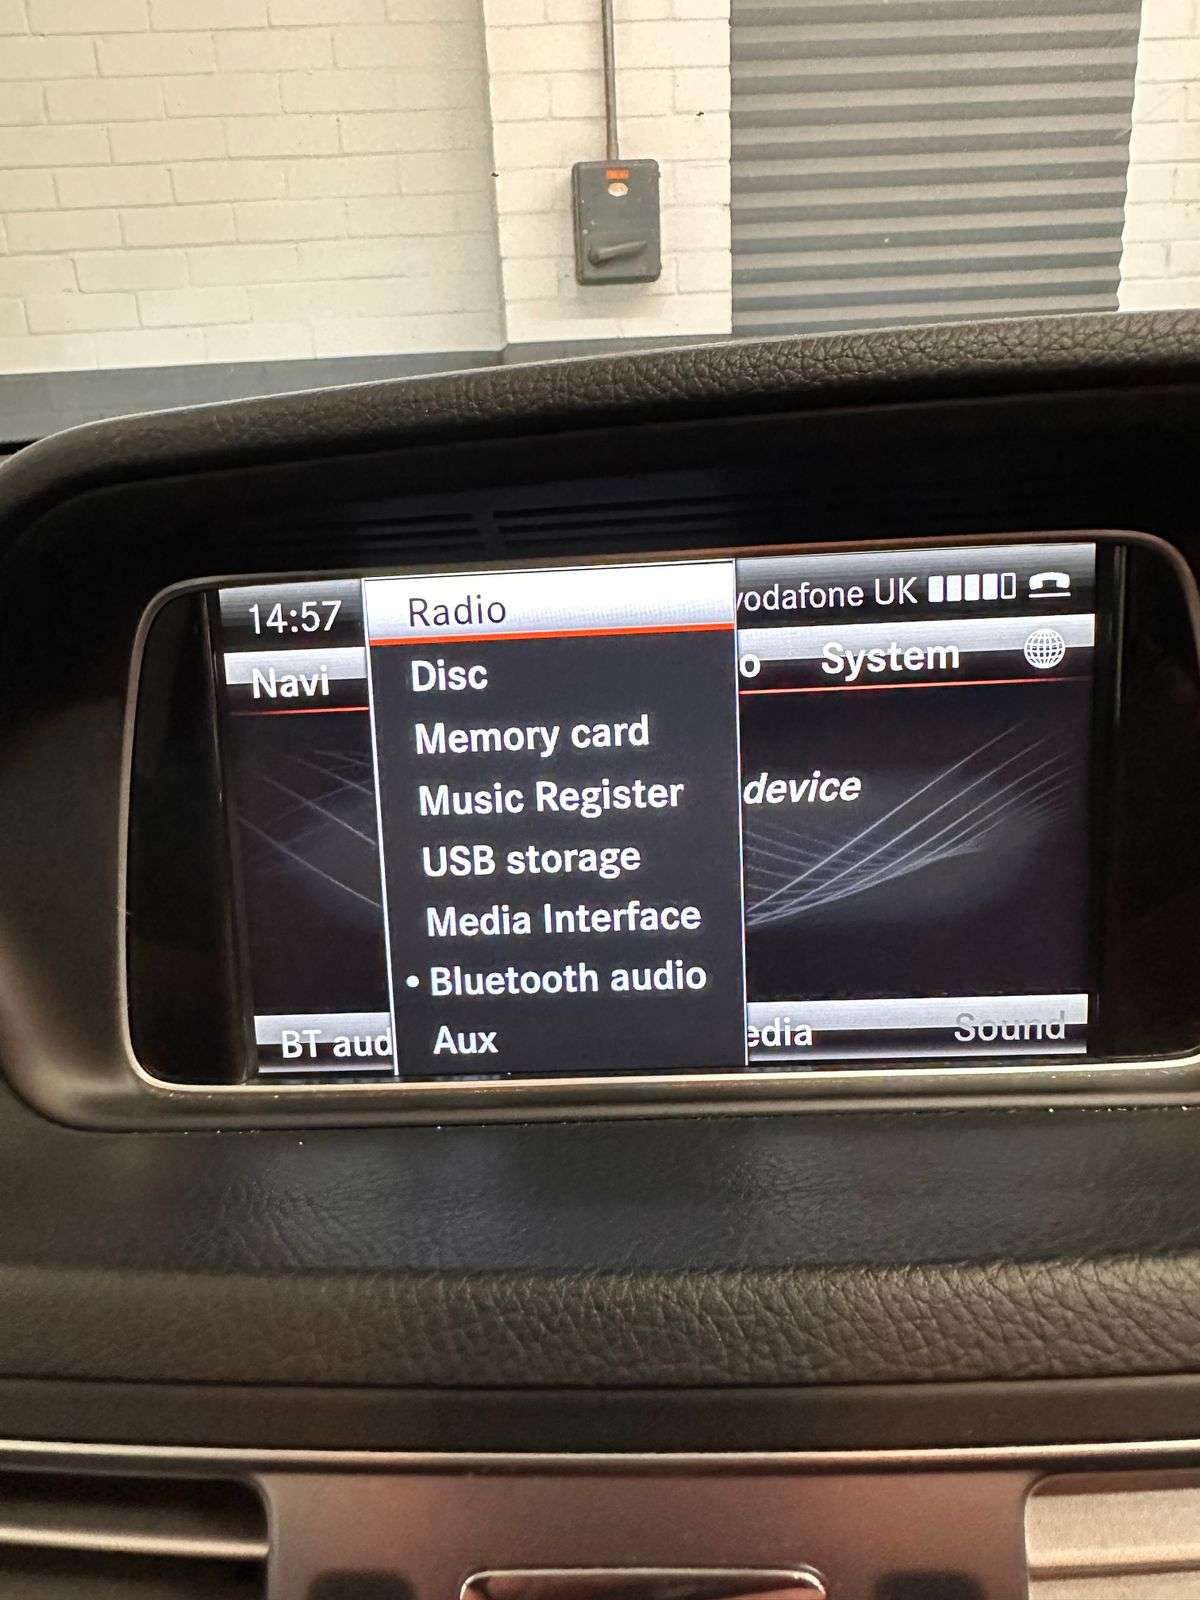 14:57
vodafone UK
Navi
System
Radio
Disc
Memory card
Music Register
USB storage
Media Interface
• Bluetooth audio
Aux
device
BT aud
edia
Sound